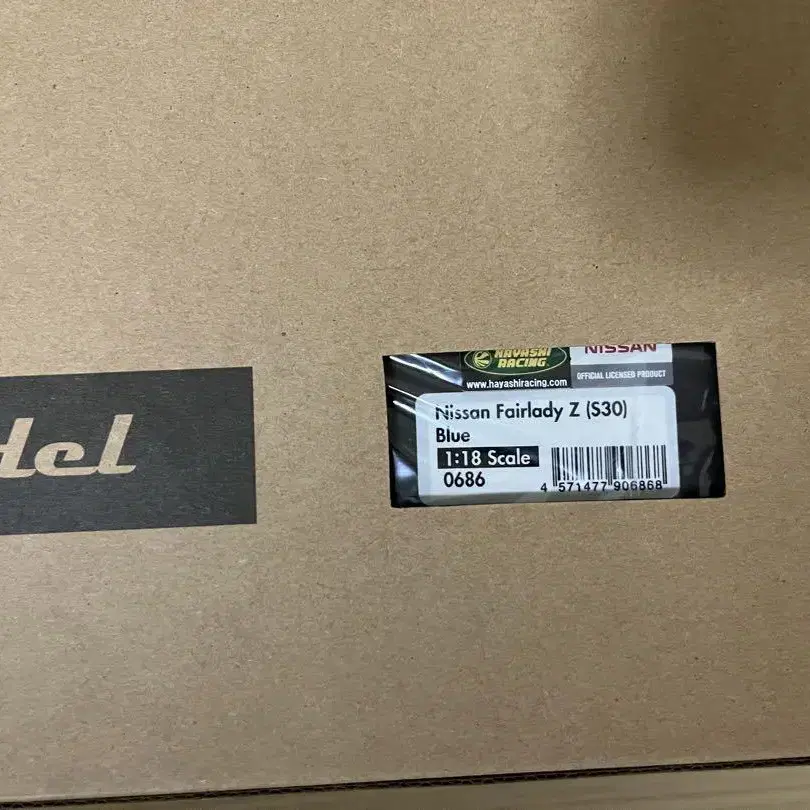 del
HAYASHI
RACING
NISSAN
www.hayashiracing.com
OFFICIAL LICENSED PRODUCT
Nissan Fairlady Z (S30)
Blue
1:18 Scale
0686
4 571477 906868